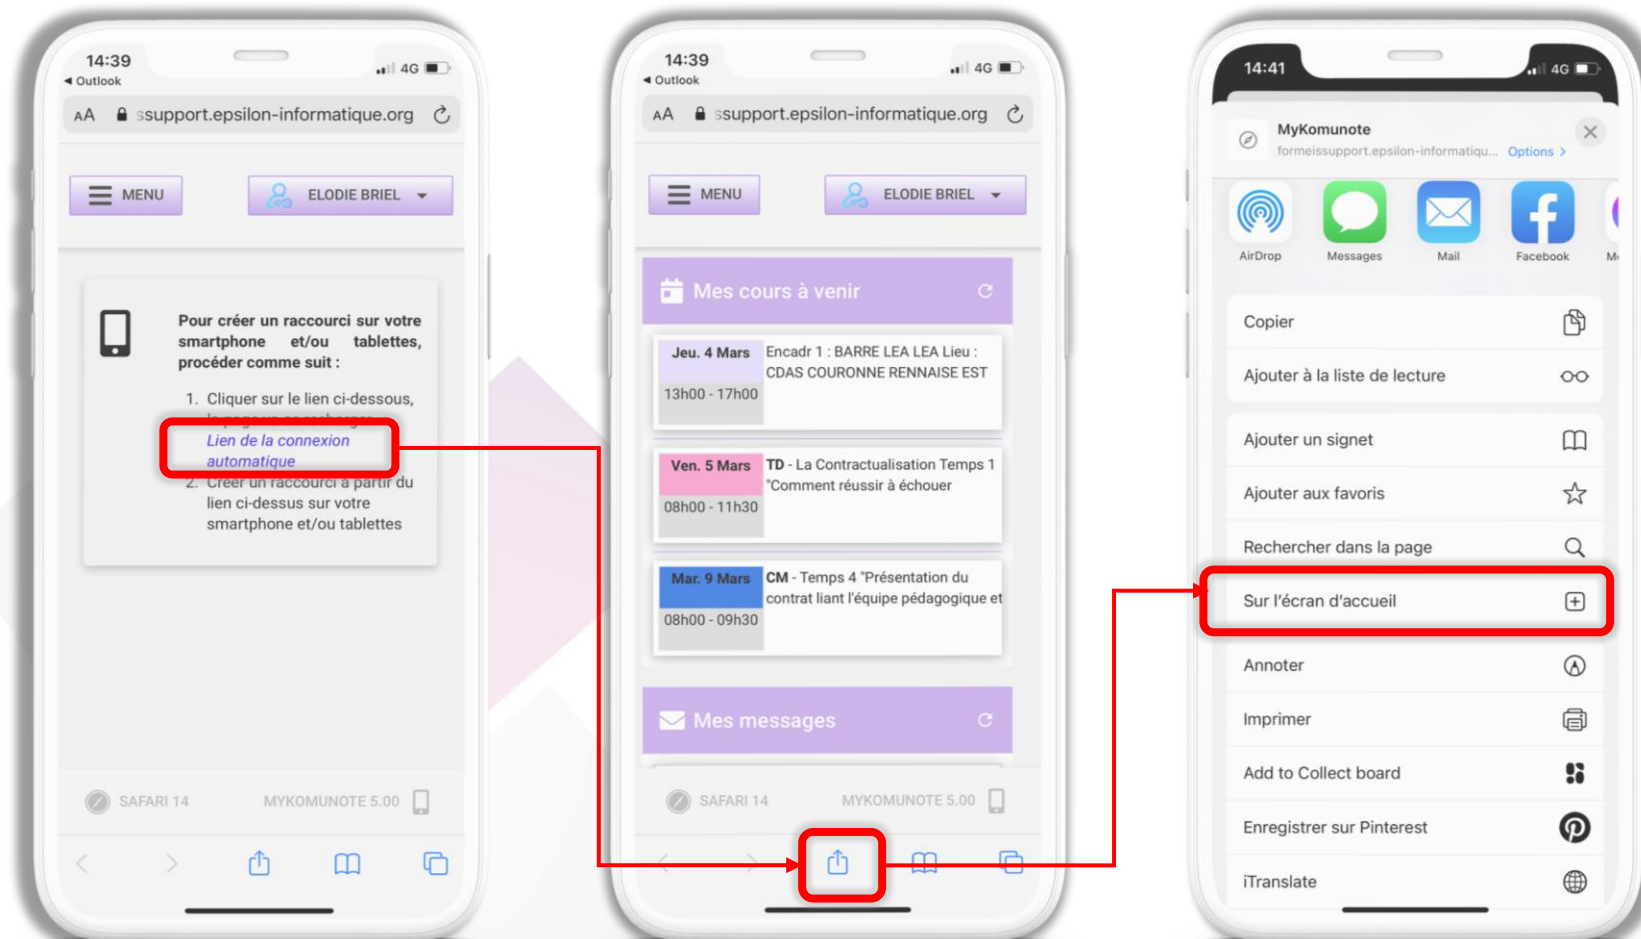 14:39
◄ Outlook
4G
AA ssupport.epsilon-informatique.org
MENU
ELODIE BRIEL
Pour créer un raccourci sur votre
smartphone et/ou tablettes,
procéder comme suit :
1. Cliquer sur le lien ci-dessous,
Lien de la connexion
automatique
2. Créer un raccourci à partir du
lien ci-dessus sur votre
smartphone et/ou tablettes
SAFARI 14
MYKOMUNOTE 5.00
14:39
◄ Outlook
4G
AA ssupport.epsilon-informatique.org
MENU
ELODIE BRIEL
Mes cours à venir
Jeu. 4 Mars
13h00 - 17h00
Encadr 1 : BARRE LEA LEA Lieu :
CDAS COURONNE RENNAISE EST
Ven. 5 Mars
08h00 - 11h30
TD - La Contractualisation Temps 1
"Comment réussir à échouer
Mar. 9 Mars
08h00 - 09h30
CM - Temps 4 "Présentation du
contrat liant l'équipe pédagogique et
Mes messages
SAFARI 14
MYKOMUNOTE 5.00
14:41
4G
MyKomunote
formeissupport.epsilon-informatiqu... Options >
AirDrop
Messages
Mail
Facebook
Copier
Ajouter à la liste de lecture
Ajouter un signet
Ajouter aux favoris
Rechercher dans la page
Sur l'écran d'accueil
Annoter
Imprimer
Add to Collect board
Enregistrer sur Pinterest
iTranslate